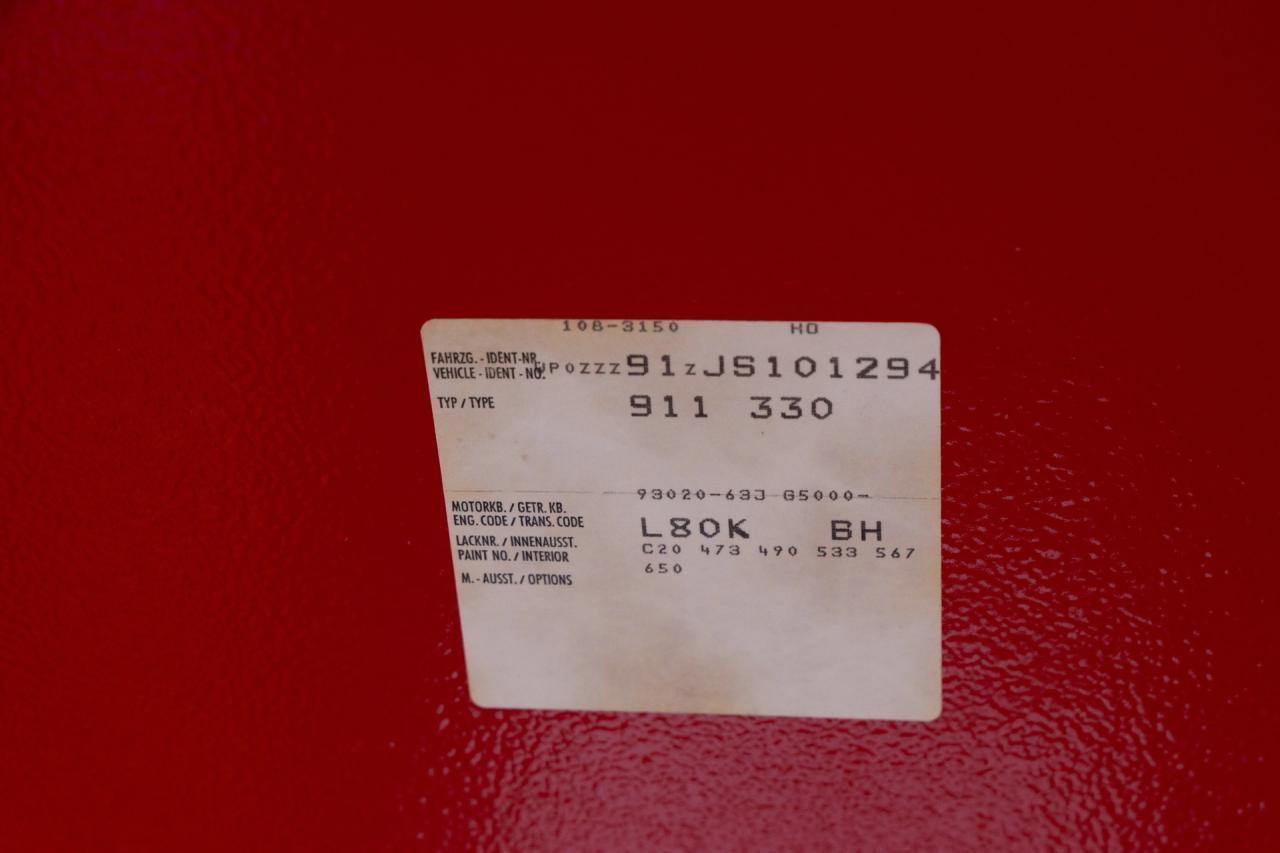 108-3150 HO
FAHRZG.-IDENT-NR.
VEHICLE-IDENT-NO. WP0ZZZ91ZJS101294
TYP / TYPE 911 330
93020-63J G5000-
MOTORKB. / GETR. KB.
ENG. CODE / TRANS. CODE L80K BH
LACKNR. / INNENAUSST. C20 473 490 533 567
PAINT NO. / INTERIOR
650
M.-AUSST. / OPTIONS